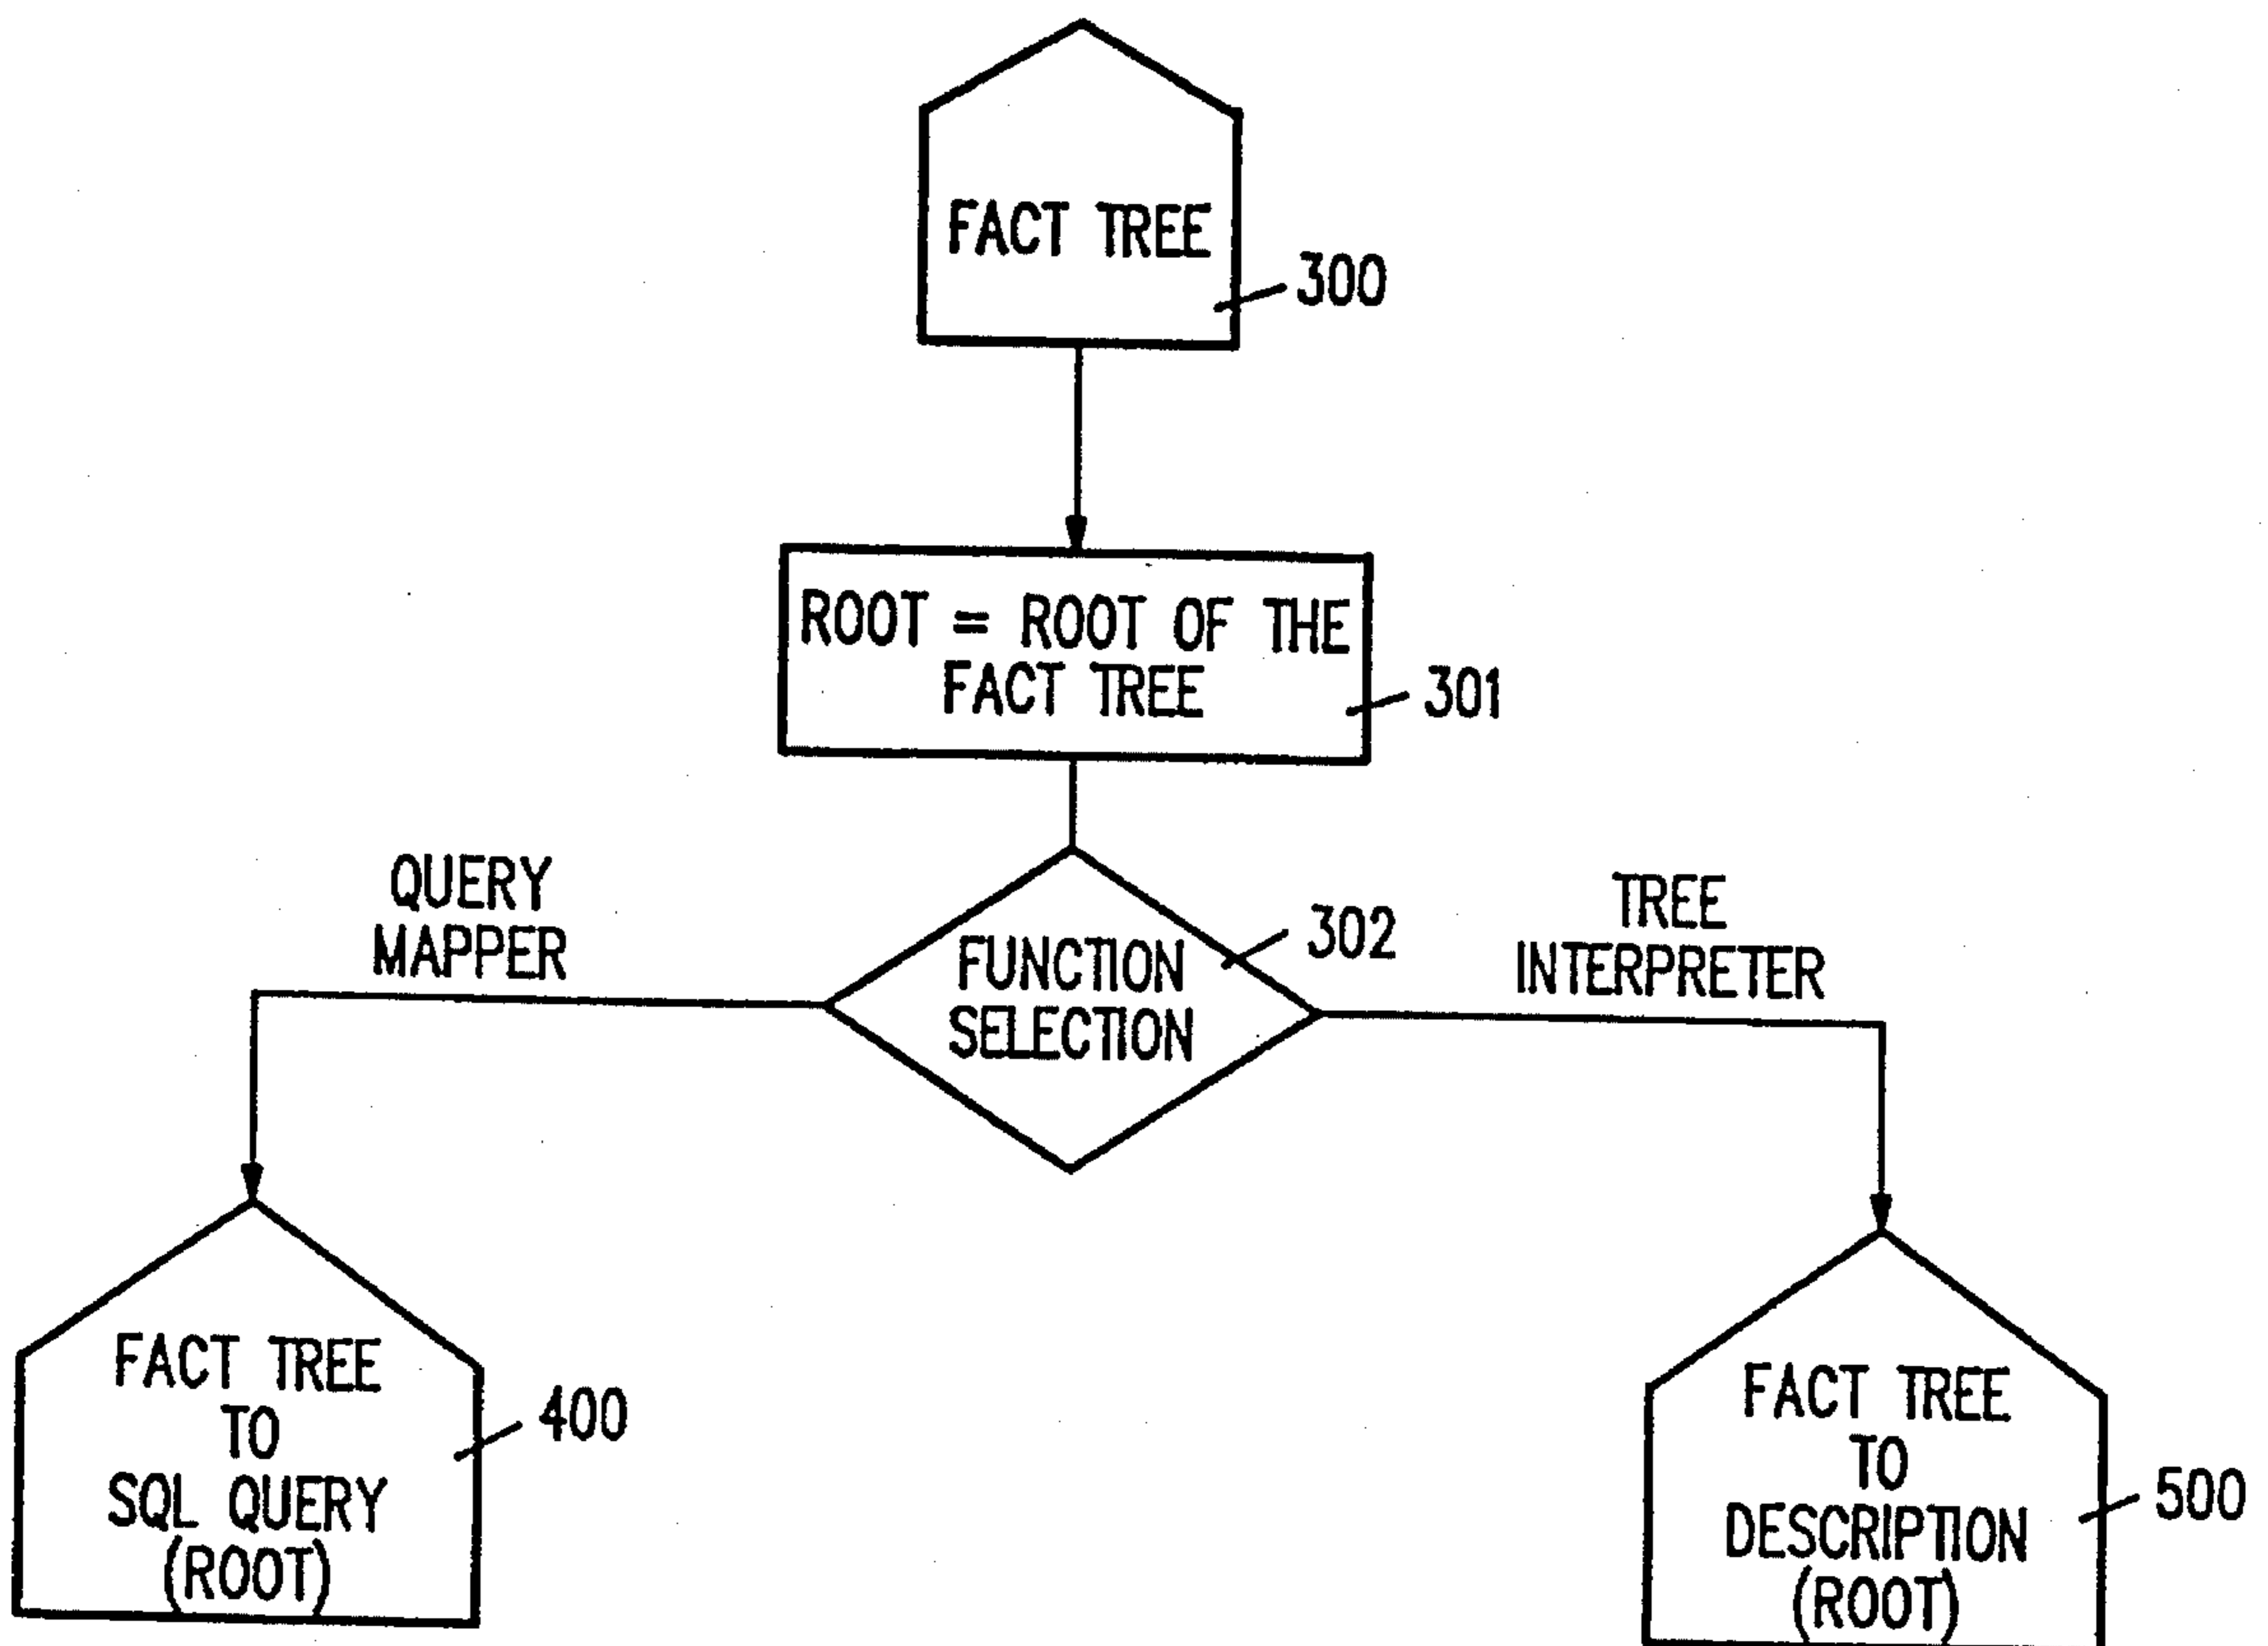 FACT TREE
300
ROOT = ROOT OF THE
FACT TREE
301
QUERY
MAPPER
FUNCTION
SELECTION
302
TREE
INTERPRETER
FACT TREE
TO
SQL QUERY
(ROOT)
400
FACT TREE
TO
DESCRIPTION
(ROOT)
500